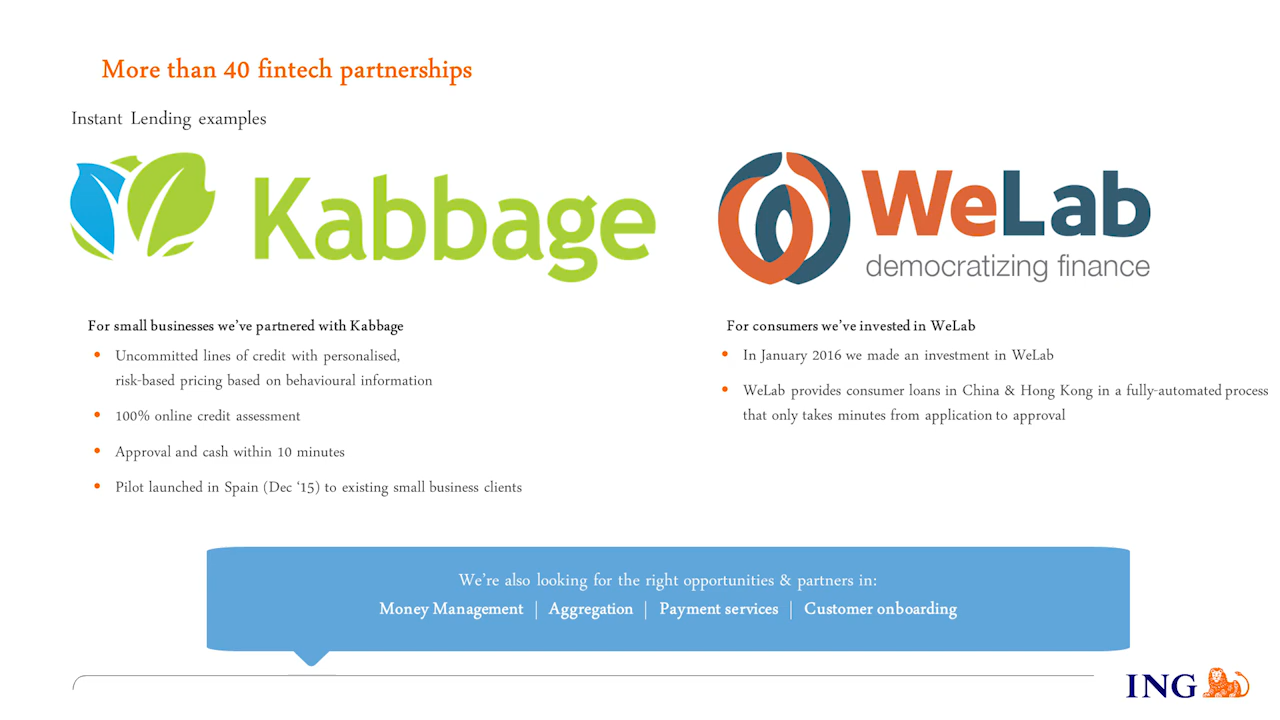 More than 40 fintech partnerships
Instant Lending examples
Kabbage
WeLab
democratizing finance
For small businesses we’ve partnered with Kabbage
• Uncommitted lines of credit with personalised,
risk-based pricing based on behavioural information
• 100% online credit assessment
• Approval and cash within 10 minutes
• Pilot launched in Spain (Dec ‘15) to existing small business clients
For consumers we’ve invested in WeLab
• In January 2016 we made an investment in WeLab
• WeLab provides consumer loans in China & Hong Kong in a fully-automated process
that only takes minutes from application to approval
We’re also looking for the right opportunities & partners in:
Money Management | Aggregation | Payment services | Customer onboarding
ING